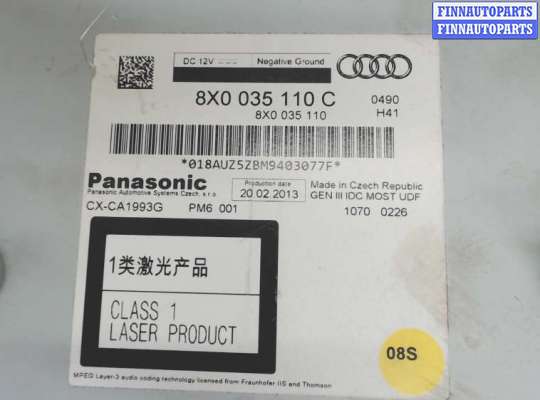 FINNAUTOPARTS
FINNAUTOPARTS
DC 12V Negative Ground
8X0 035 110 C 0490
8X0 035 110 H41
*018AUZ5ZBM9403077F*
Panasonic
Panasonic Automotive Systems Czech, s.r.o.
Production date
20.02.2013
Made in Czech Republic
GEN III IDC MOST UDF
CX-CA1993G PM6 001 1070 0226
1类激光产品
CLASS 1
LASER PRODUCT
08S
MPEG Layer-3 audio coding technology licensed from Fraunhofer IIS and Thomson